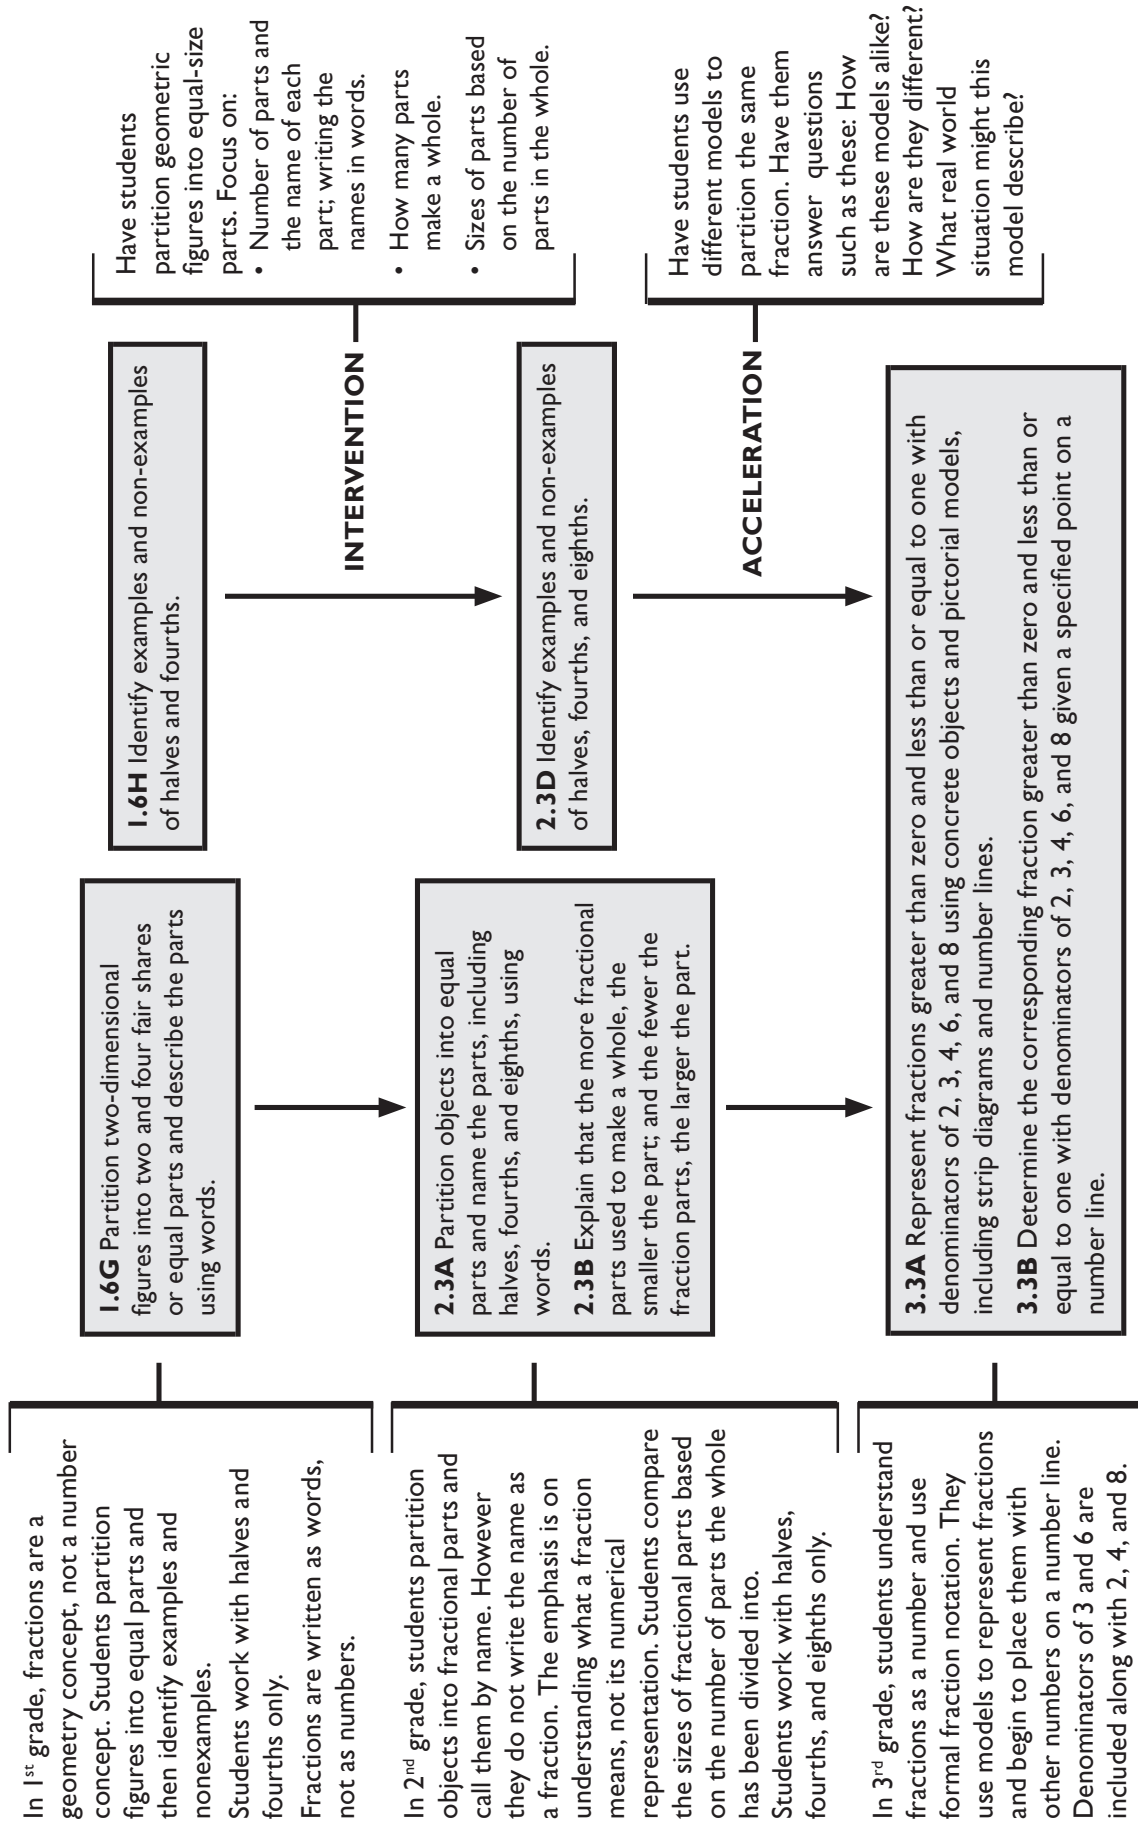 In 1st grade, fractions are a
geometry concept, not a number
concept. Students partition
figures into equal parts and
then identify examples and
nonexamples.
Students work with halves and
fourths only.
Fractions are written as words,
not as numbers.
1.6G Partition two-dimensional
figures into two and four fair shares
or equal parts and describe the parts
using words.
1.6H Identify examples and non-examples
of halves and fourths.
Have students
partition geometric
figures into equal-size
parts. Focus on:
• Number of parts and
the name of each
part; writing the
names in words.
• How many parts
make a whole.
• Sizes of parts based
on the number of
parts in the whole.
INTERVENTION
In 2nd grade, students partition
objects into fractional parts and
call them by name. However
they do not write the name as
a fraction. The emphasis is on
understanding what a fraction
means, not its numerical
representation. Students compare
the sizes of fractional parts based
on the number of parts the whole
has been divided into.
Students work with halves,
fourths, and eighths only.
2.3A Partition objects into equal
parts and name the parts, including
halves, fourths, and eighths, using
words.
2.3B Explain that the more fractional
parts used to make a whole, the
smaller the part; and the fewer the
fraction parts, the larger the part.
2.3D Identify examples and non-examples
of halves, fourths, and eighths.
ACCELERATION
Have students use
different models to
partition the same
fraction. Have them
answer questions
such as these: How
are these models alike?
How are they different?
What real world
situation might this
model describe?
In 3rd grade, students understand
fractions as a number and use
formal fraction notation. They
use models to represent fractions
and begin to place them with
other numbers on a number line.
Denominators of 3 and 6 are
included along with 2, 4, and 8.
3.3A Represent fractions greater than zero and less than or equal to one with
denominators of 2, 3, 4, 6, and 8 using concrete objects and pictorial models,
including strip diagrams and number lines.
3.3B Determine the corresponding fraction greater than zero and less than or
equal to one with denominators of 2, 3, 4, 6, and 8 given a specified point on a
number line.